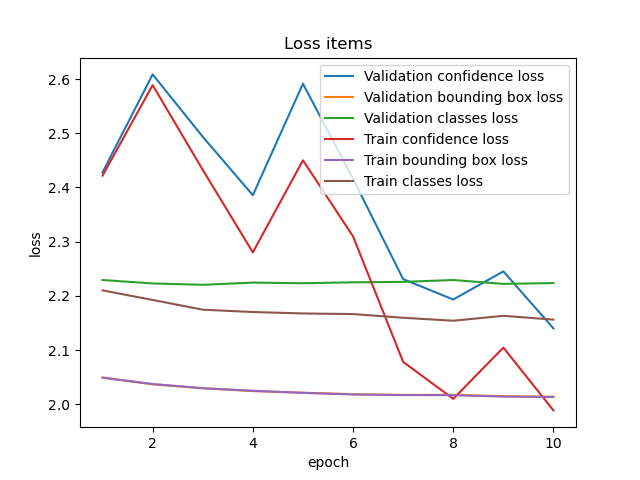 Loss items
2.6
2.5
2.4
2.3
2.2
2.1
2.0
loss
Validation confidence loss
Validation bounding box loss
Validation classes loss
Train confidence loss
Train bounding box loss
Train classes loss
2 4 6 8 10
epoch